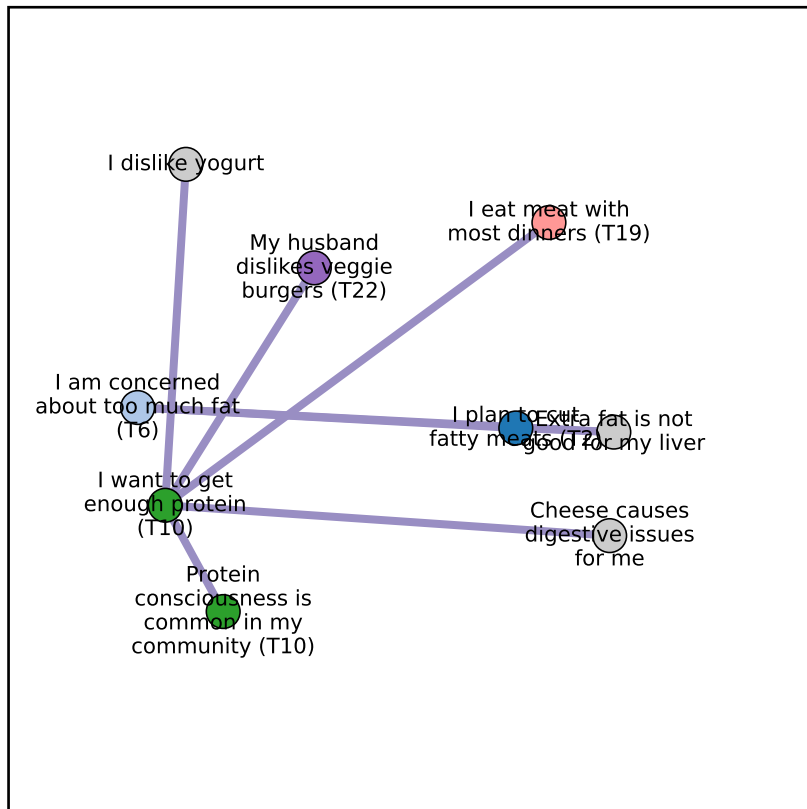 I dislike yogurt
I eat meat with
most dinners (T19)
My husband
dislikes veggie
burgers (T22)
I am concerned
about too much fat
(T6)
I plan to cut
fatty meats (T2)
Extra fat is not
good for my liver
I want to get
enough protein
(T10)
Cheese causes
digestive issues
for me
Protein
consciousness is
common in my
community (T10)